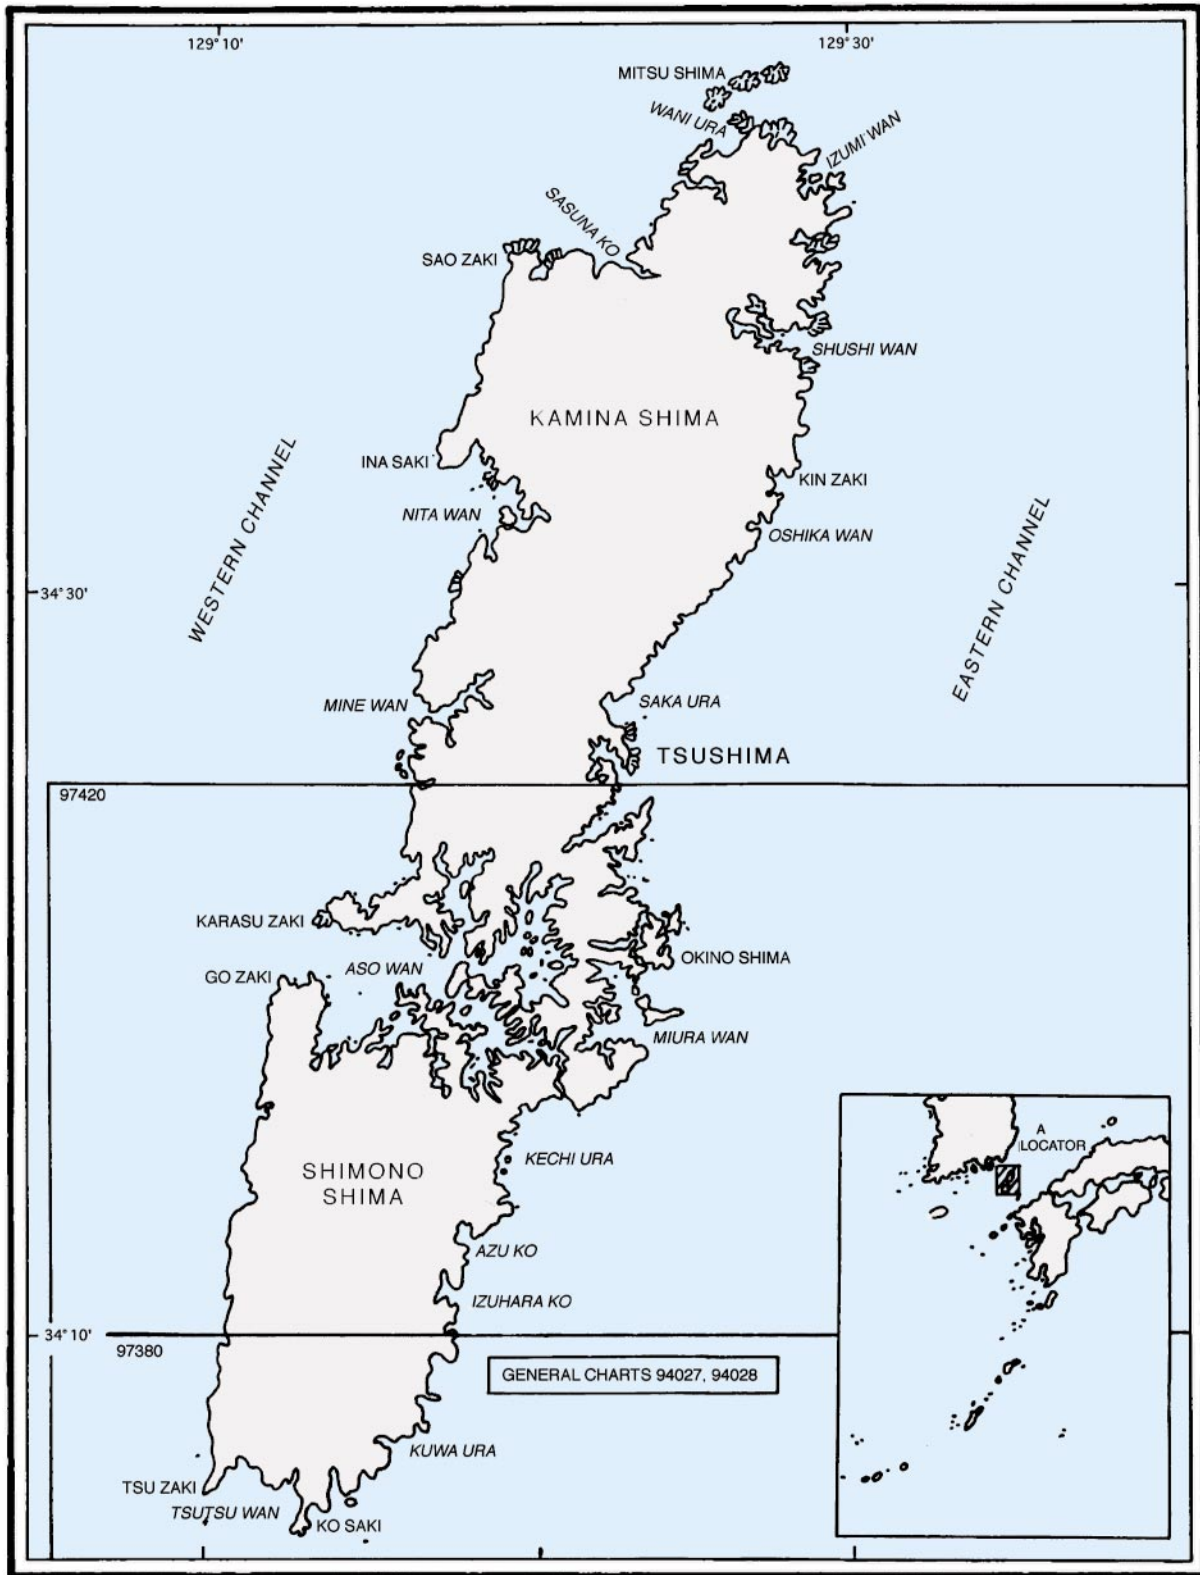 129° 10'
129° 30'
MITSU SHIMA
WANI URA
IZUMI WAN
SASUNA KO
SAO ZAKI
SHUSHI WAN
KAMINA SHIMA
INA SAKI
KIN ZAKI
NITA WAN
OSHIKA WAN
WESTERN CHANNEL
EASTERN CHANNEL
34° 30'
MINE WAN
SAKA URA
TSUSHIMA
97420
KARASU ZAKI
OKINO SHIMA
ASO WAN
GO ZAKI
MIURA WAN
A
LOCATOR
KECHI URA
SHIMONO
SHIMA
AZU KO
IZUHARA KO
34° 10'
97380
GENERAL CHARTS 94027, 94028
KUWA URA
TSU ZAKI
TSUTSU WAN
KO SAKI